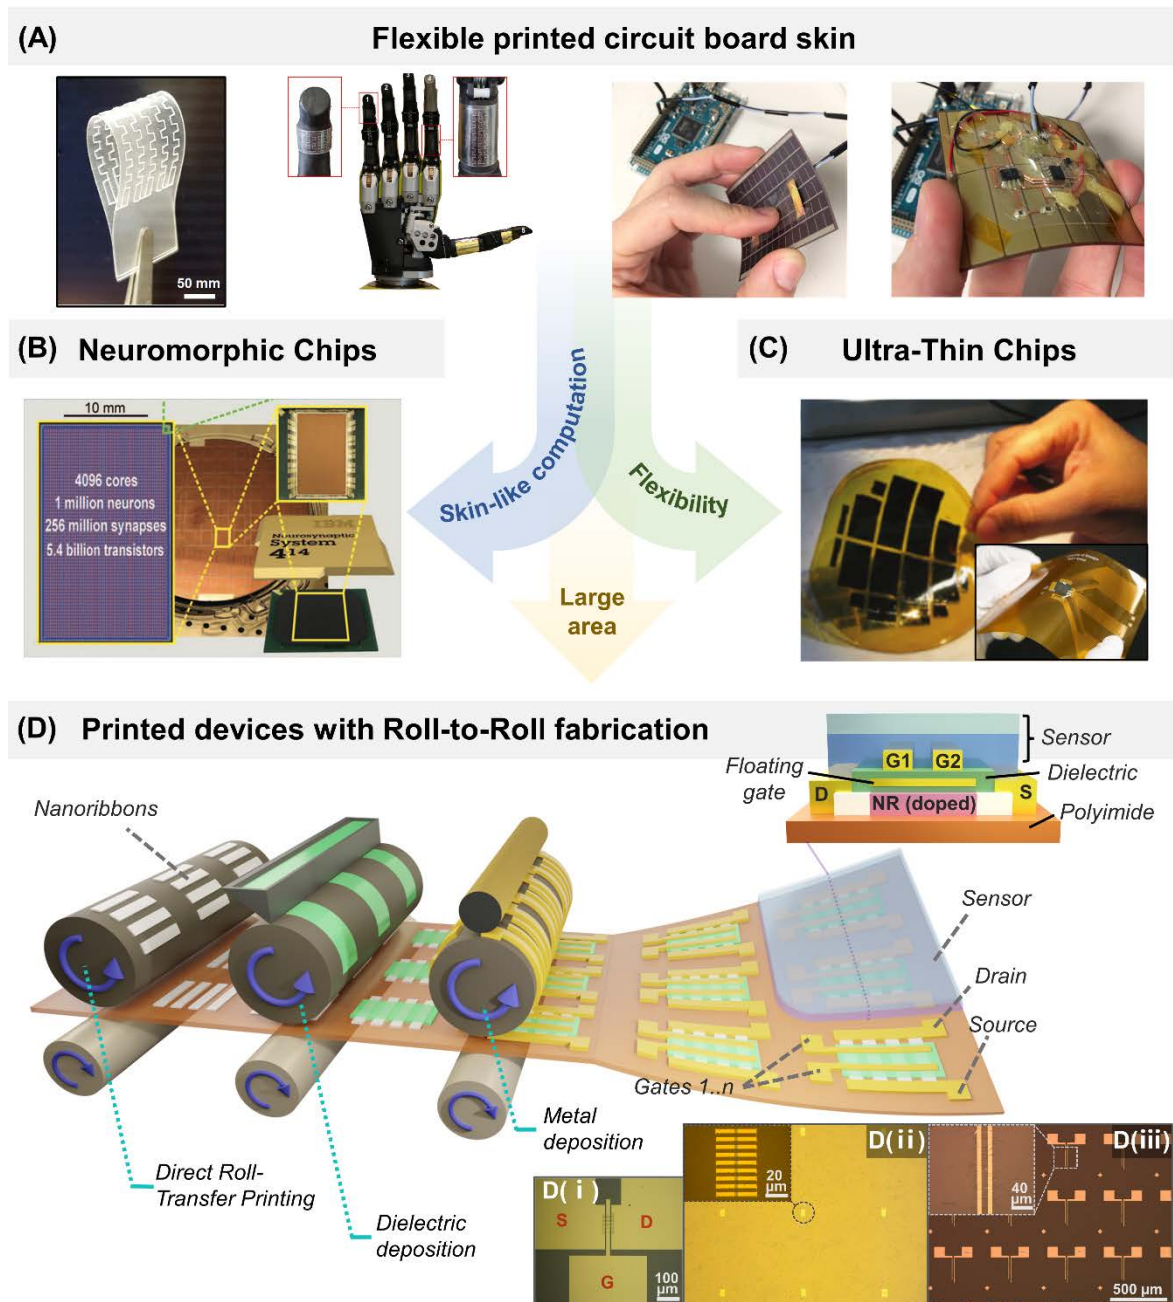 (A) Flexible printed circuit board skin
50 mm
(B) Neuromorphic Chips
10 mm
4096 cores
1 million neurons
256 million synapses
5.4 billion transistors
IBM
Neurosynaptic
System
414
Skin-like computation
Flexibility
Large
area
(C) Ultra-Thin Chips
(D) Printed devices with Roll-to-Roll fabrication
Sensor
G1 G2
Floating
gate
Dielectric
D
S
NR (doped)
Polyimide
Nanoribbons
Sensor
Drain
Source
Gates 1..n
Metal
deposition
Direct Roll-
Transfer Printing
Dielectric
deposition
D(i)
S
D
G
100
µm
D(ii)
20
µm
D(iii)
40
µm
500 µm